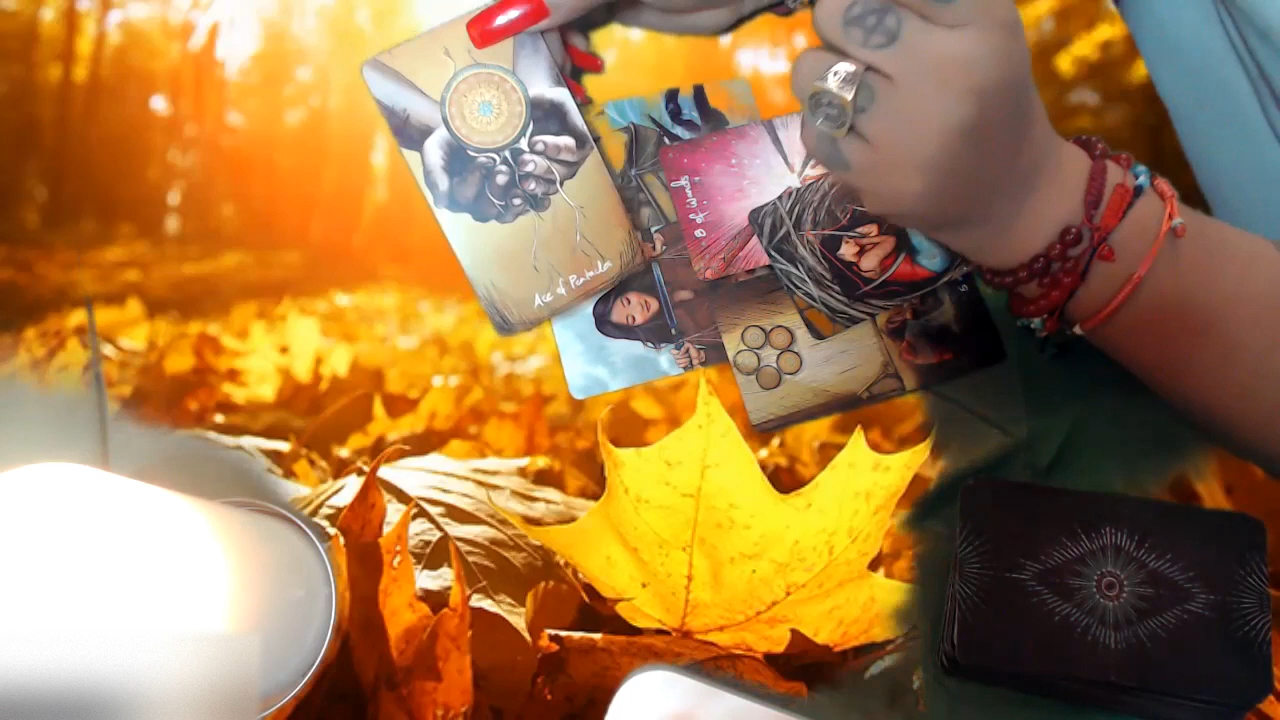 Ace of Pentacles
8 of Wands